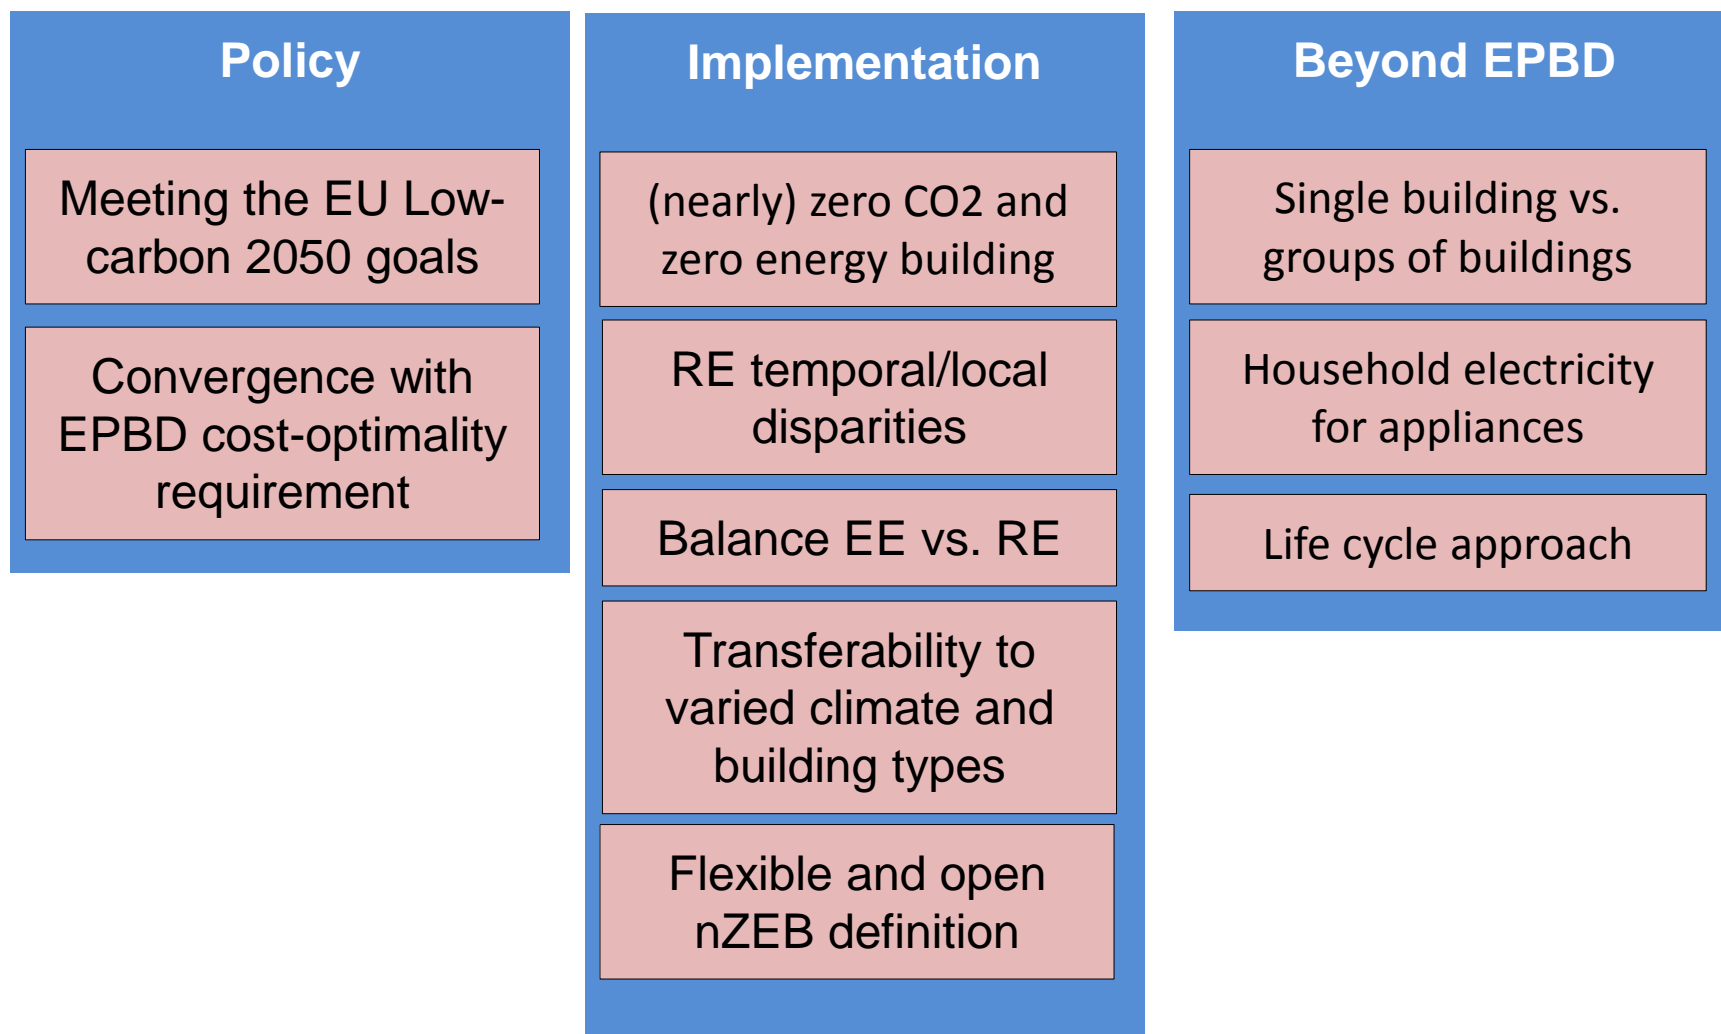 Policy
Meeting the EU Low-
carbon 2050 goals
Convergence with
EPBD cost-optimality
requirement
Implementation
(nearly) zero CO2 and
zero energy building
RE temporal/local
disparities
Balance EE vs. RE
Transferability to
varied climate and
building types
Flexible and open
nZEB definition
Beyond EPBD
Single building vs.
groups of buildings
Household electricity
for appliances
Life cycle approach